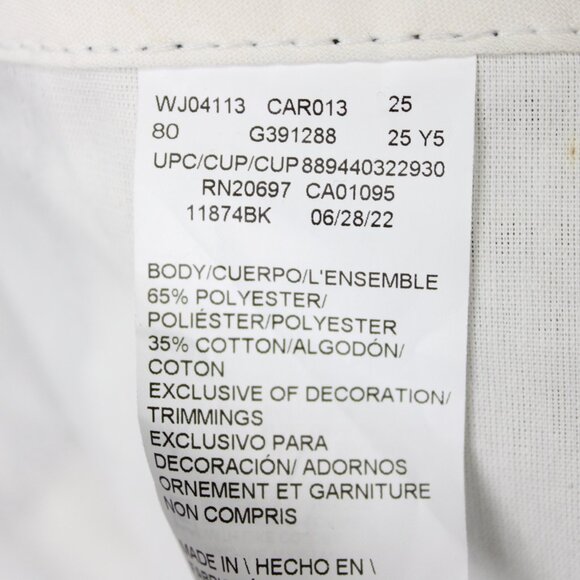 WJ04113 CAR013 25
80 G391288 25 Y5
UPC/CUP/CUP 889440322930
RN20697 CA01095
11874BK 06/28/22
BODY/CUERPO/L'ENSEMBLE
65% POLYESTER/
POLIÉSTER/POLYESTER
35% COTTON/ALGODÓN/
COTON
EXCLUSIVE OF DECORATION/
TRIMMINGS
EXCLUSIVO PARA
DECORACIÓN/ ADORNOS
ORNEMENT ET GARNITURE
NON COMPRIS
MADE IN \ HECHO EN \